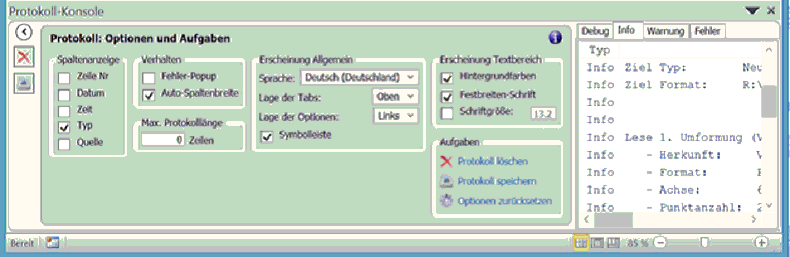 Protokoll-Konsole
Protokoll: Optionen und Aufgaben
Spaltenanzeige
Zeile Nr
Datum
Zeit
Typ
Quelle
Verhalten
Fehler-Popup
Auto-Spaltenbreite
Max. Protokolllänge
0 Zeilen
Erscheinung Allgemein
Sprache: Deutsch (Deutschland)
Lage der Tabs: Oben
Lage der Optionen: Links
Symbolleiste
Erscheinung Textbereich
Hintergrundfarben
Festbreiten-Schrift
Schriftgröße: 13.2
Aufgaben
Protokoll löschen
Protokoll speichern
Optionen zurücksetzen
Debug Info Warnung Fehler
Typ
Info Ziel Typ: Neu
Info Ziel Format: R:\
Info
Info
Info Lese 1. Umformung (V
Info - Herkunft: V
Info - Format:
Info - Achse:
Info - Punktanzahl: 2
Bereit
85 %